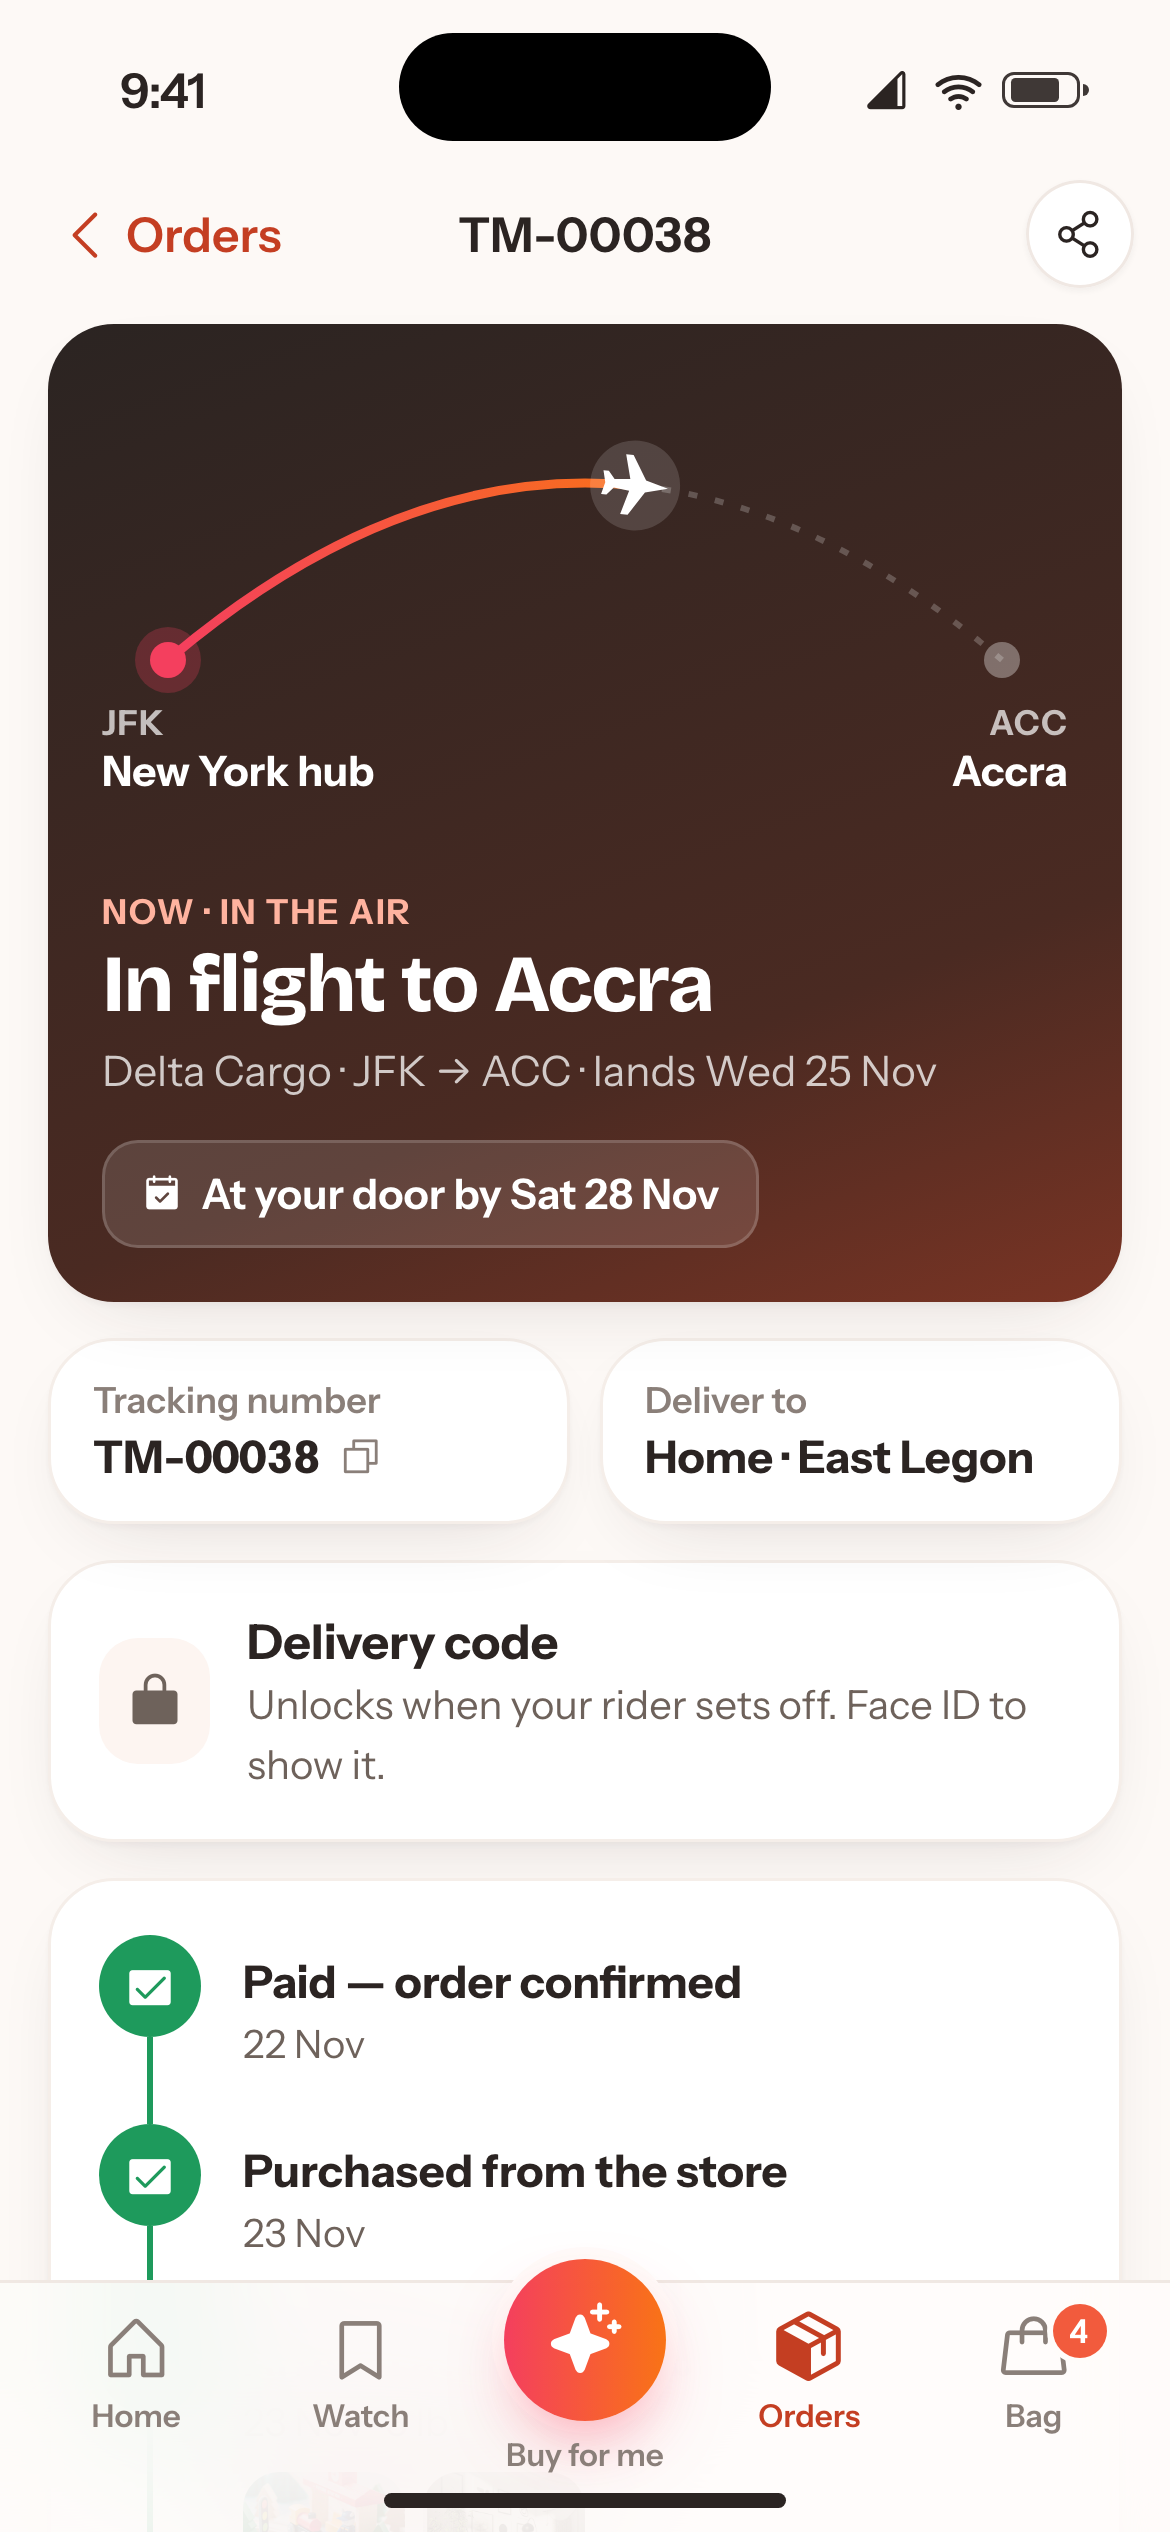 9:41
Orders
TM-00038
JFK
New York hub
ACC
Accra
NOW · IN THE AIR
In flight to Accra
Delta Cargo · JFK → ACC · lands Wed 25 Nov
At your door by Sat 28 Nov
Tracking number
TM-00038
Deliver to
Home · East Legon
Delivery code
Unlocks when your rider sets off. Face ID to
show it.
Paid — order confirmed
22 Nov
Purchased from the store
23 Nov
Home
Watch
Buy for me
Orders
4
Bag